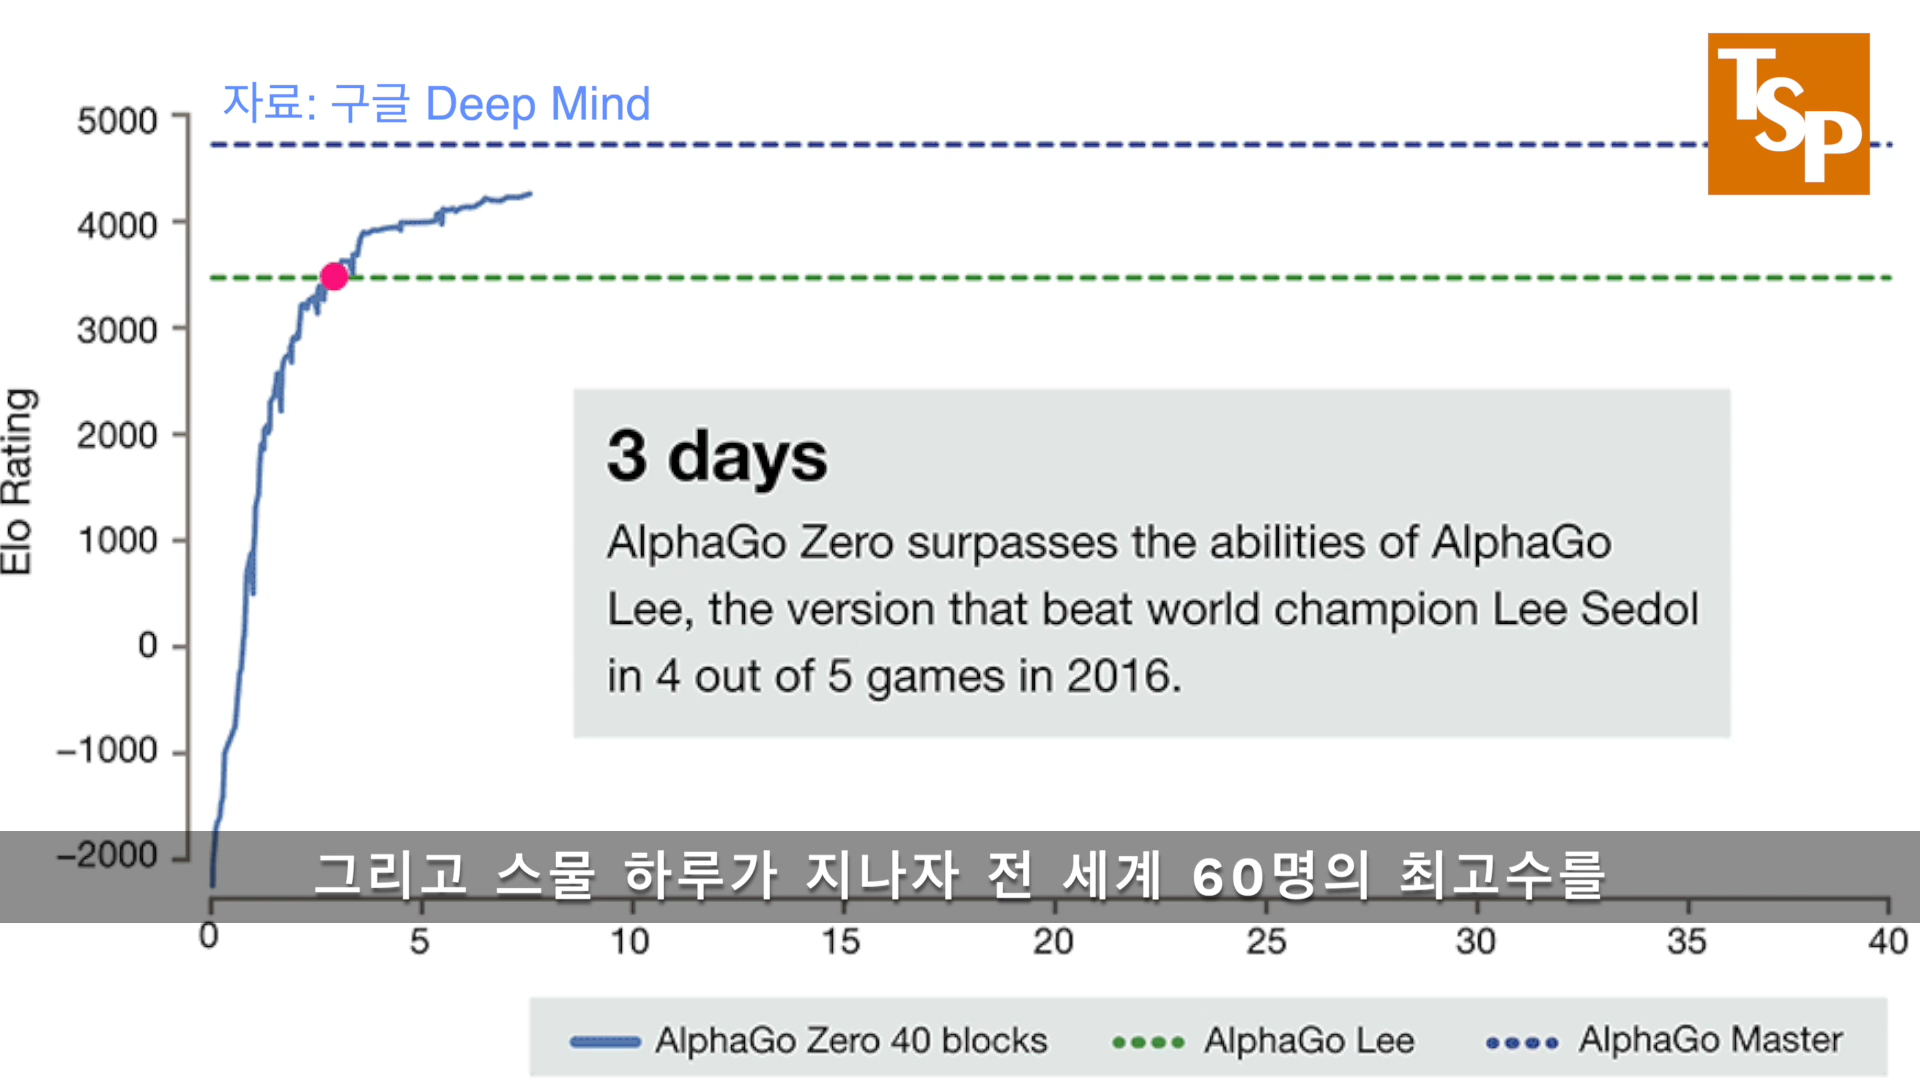 자료: 구글 Deep Mind
TSP
5000
4000
3000
2000
1000
0
−1000
−2000
Elo Rating
3 days
AlphaGo Zero surpasses the abilities of AlphaGo
Lee, the version that beat world champion Lee Sedol
in 4 out of 5 games in 2016.
그리고 스물 하루가 지나자 전 세계 60명의 최고수를
0 5 10 15 20 25 30 35 40
AlphaGo Zero 40 blocks AlphaGo Lee AlphaGo Master